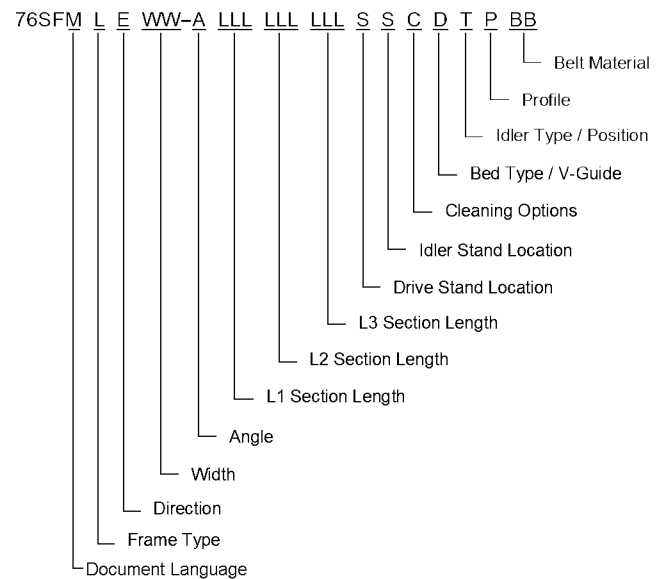 76SFM L E WW-A LLL LLL LLL S S C D T P BB
Belt Material
Profile
Idler Type / Position
Bed Type / V-Guide
Cleaning Options
Idler Stand Location
Drive Stand Location
L3 Section Length
L2 Section Length
L1 Section Length
Angle
Width
Direction
Frame Type
Document Language